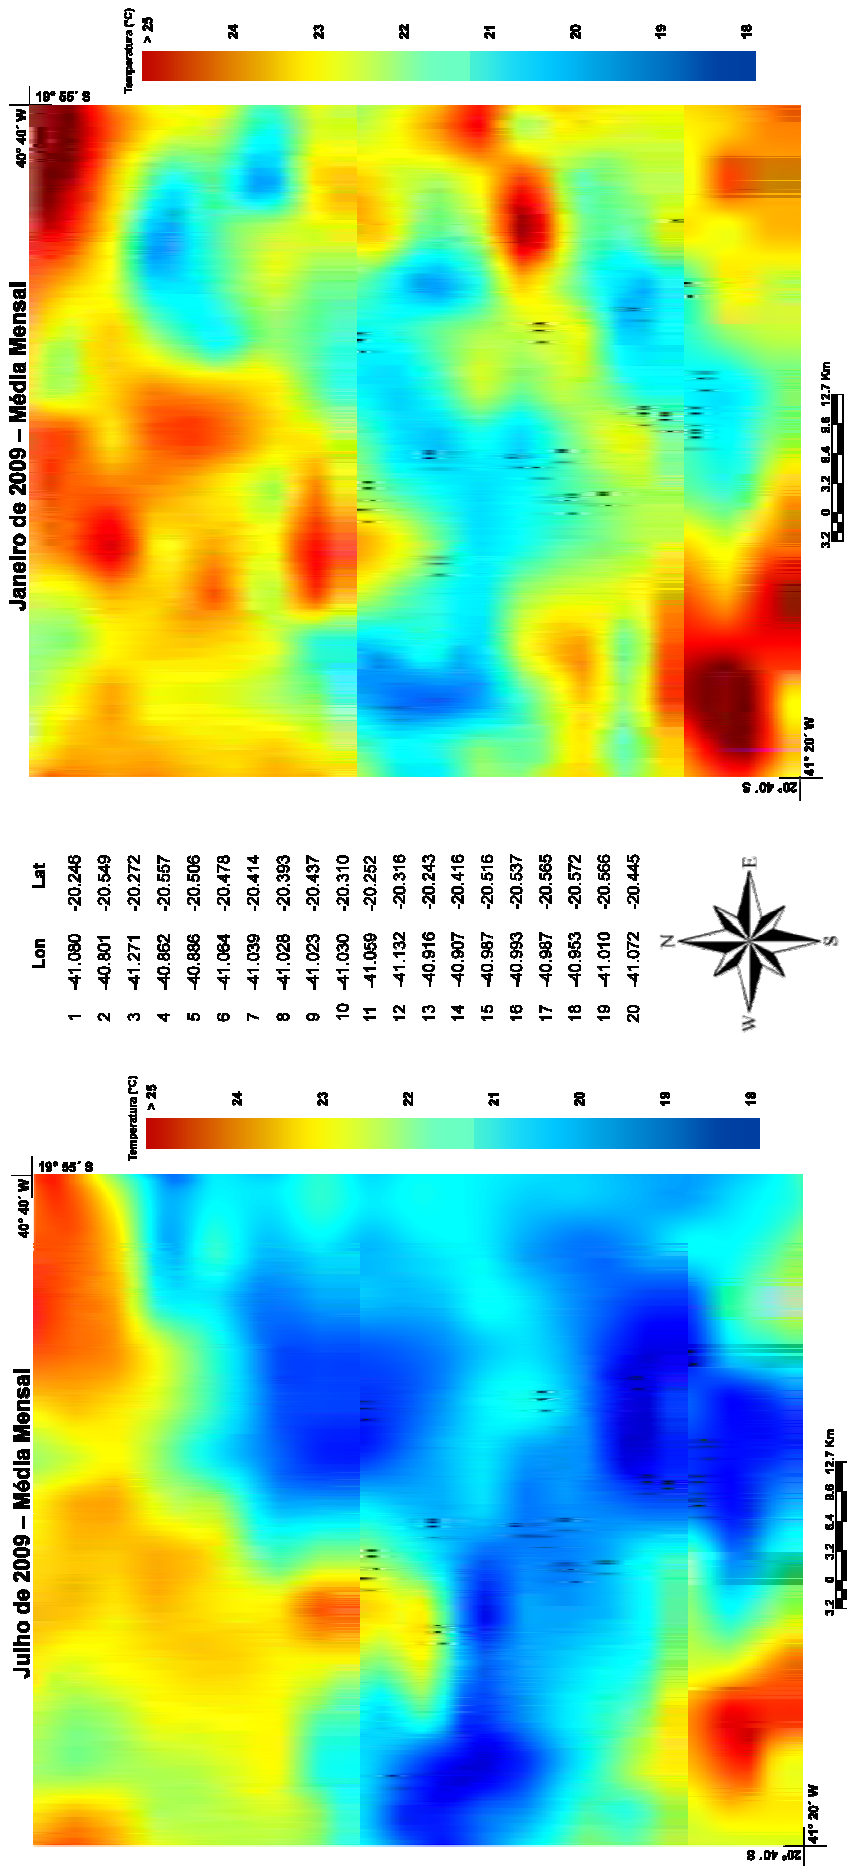 Janeiro de 2009 – Média Mensal
40° 40´ W
19° 55´ S
Temperatura (°C)
> 25
24
23
22
21
20
19
18
3.2 0 3.2 6.4 9.6 12.7 Km
41° 20´ W
20° 40´ S
Lon Lat
1 -41.080 -20.246
2 -40.801 -20.549
3 -41.271 -20.272
4 -40.862 -20.557
5 -40.886 -20.506
6 -41.064 -20.478
7 -41.039 -20.414
8 -41.028 -20.393
9 -41.023 -20.437
10 -41.030 -20.310
11 -41.059 -20.252
12 -41.132 -20.316
13 -40.916 -20.243
14 -40.907 -20.416
15 -40.987 -20.516
16 -40.993 -20.537
17 -40.987 -20.565
18 -40.953 -20.572
19 -41.010 -20.566
20 -41.072 -20.445
N
E
S
W
Julho de 2009 – Média Mensal
40° 40´ W
19° 55´ S
Temperatura (°C)
> 25
24
23
22
21
20
19
18
3.2 0 3.2 6.4 9.6 12.7 Km
41° 20´ W
20° 40´ S